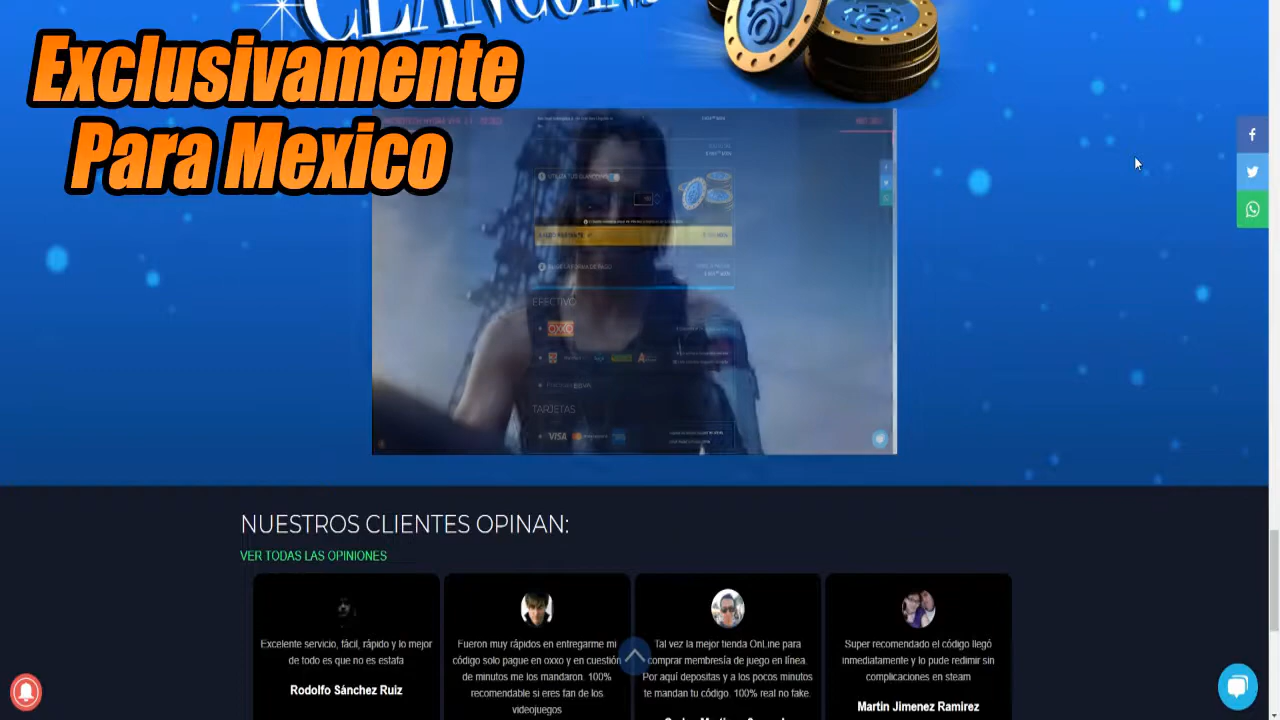 CLANCOINS
Exclusivamente
Para Mexico
EFECTIVO
OXXO
TARJETAS
VISA
NUESTROS CLIENTES OPINAN:
VER TODAS LAS OPINIONES
Excelente servicio, fácil, rápido y lo mejor
de todo es que no es estafa
Rodolfo Sánchez Ruiz
Fueron muy rápidos en entregarme mi
código solo pague en oxxo y en cuestión
de minutos me los mandaron. 100%
recomendable si eres fan de los
videojuegos
Tal vez la mejor tienda OnLine para
comprar membresía de juego en línea.
Por aquí depositas y a los pocos minutos
te mandan tu código. 100% real no fake.
Super recomendado el código llegó
inmediatamente y lo pude redimir sin
complicaciones en steam
Martin Jimenez Ramirez